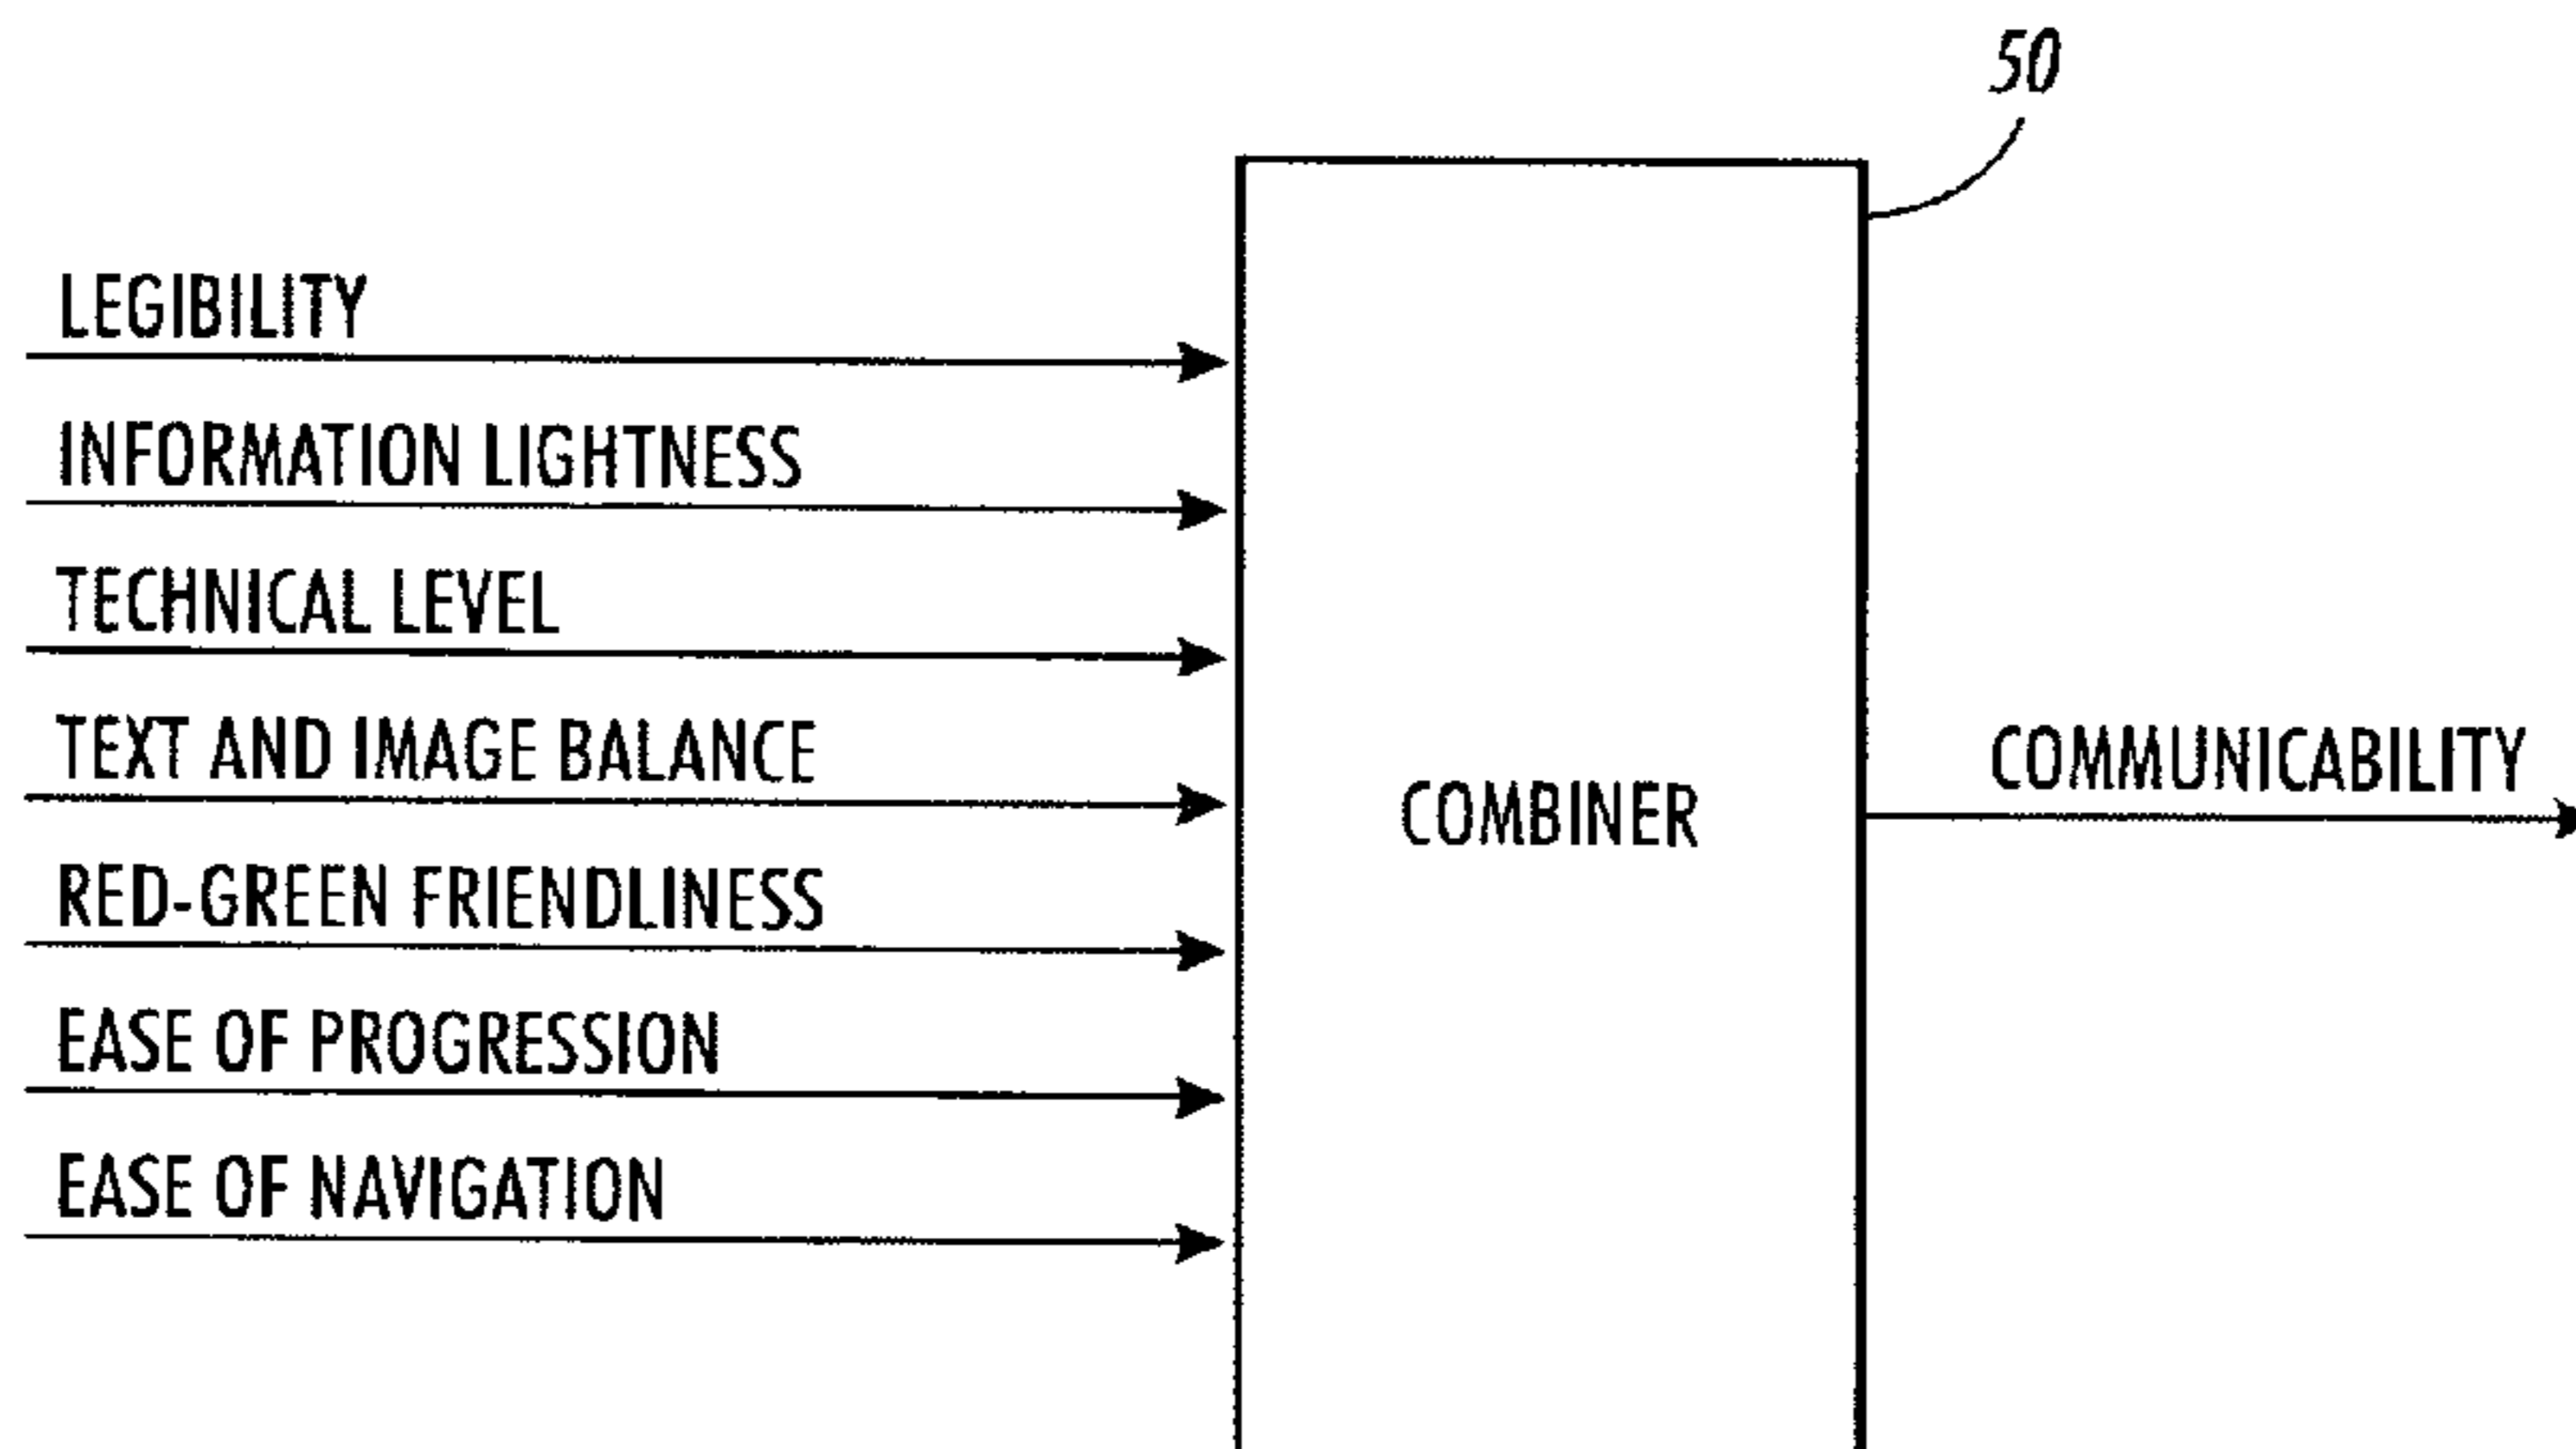 50
LEGIBILITY
INFORMATION LIGHTNESS
TECHNICAL LEVEL
TEXT AND IMAGE BALANCE
RED-GREEN FRIENDLINESS
EASE OF PROGRESSION
EASE OF NAVIGATION
COMBINER
COMMUNICABILITY